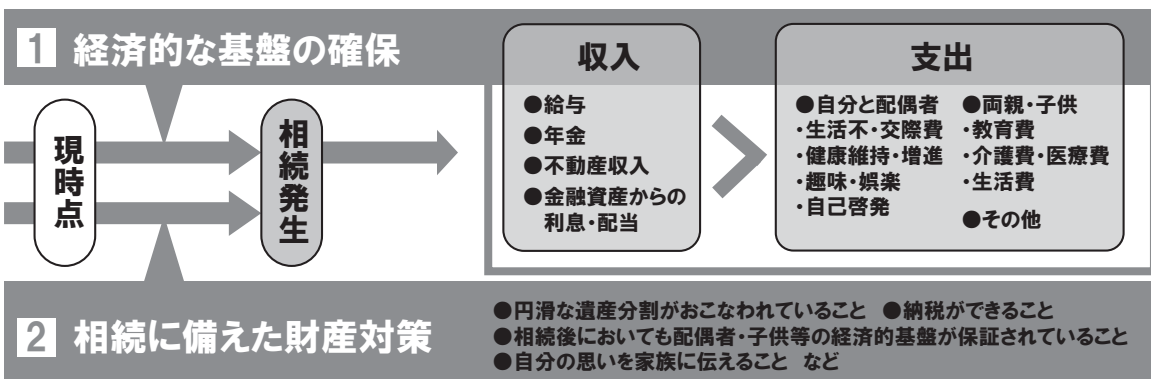 1 経済的な基盤の確保
現時点
相続発生
収入
●給与
●年金
●不動産収入
●金融資産からの
利息・配当
支出
●自分と配偶者
・生活不・交際費
・健康維持・増進
・趣味・娯楽
・自己啓発
●両親・子供
・教育費
・介護費・医療費
・生活費
●その他
2 相続に備えた財産対策
●円滑な遺産分割がおこなわれていること ●納税ができること
●相続後においても配偶者・子供等の経済的基盤が保証されていること
●自分の思いを家族に伝えること など